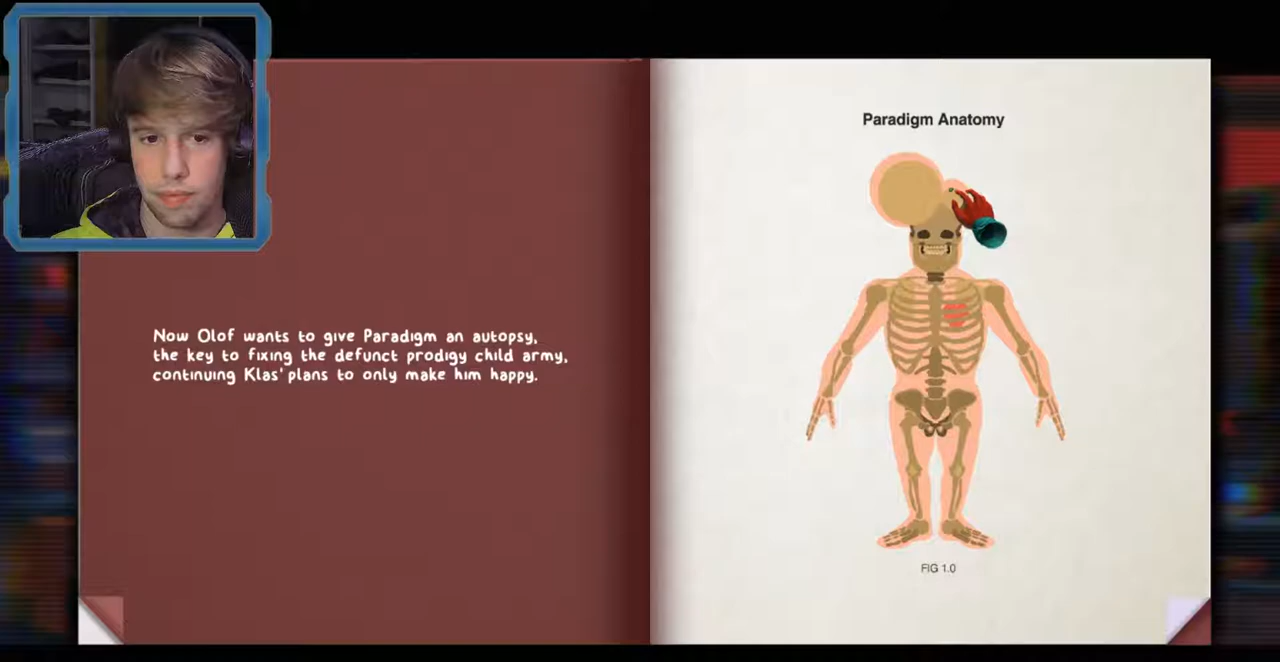 Paradigm Anatomy
Now Olof wants to give Paradigm an autopsy,
the key to fixing the defunct prodigy child army,
continuing Klas' plans to only make him happy.
FIG 1.0